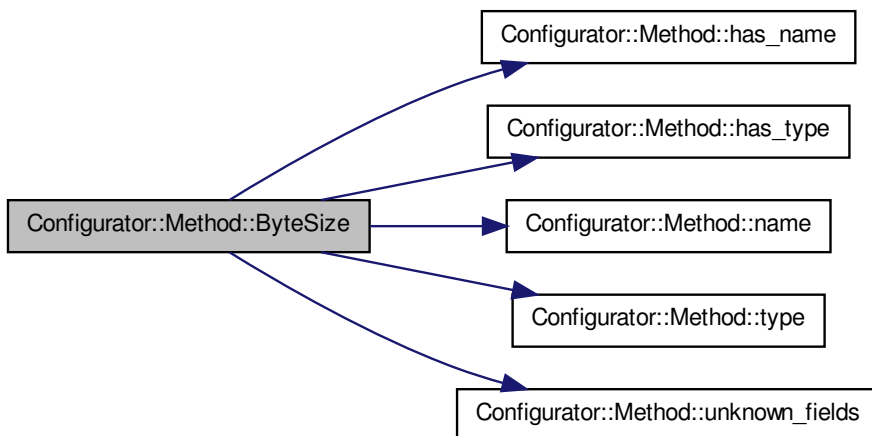 Configurator::Method::has_name
Configurator::Method::has_type
Configurator::Method::ByteSize
Configurator::Method::name
Configurator::Method::type
Configurator::Method::unknown_fields